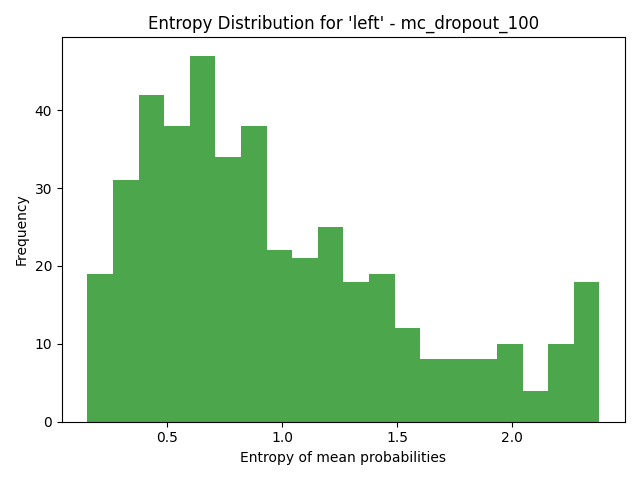 Entropy Distribution for 'left' - mc_dropout_100
Frequency
40
30
20
10
0
0.5 1.0 1.5 2.0
Entropy of mean probabilities